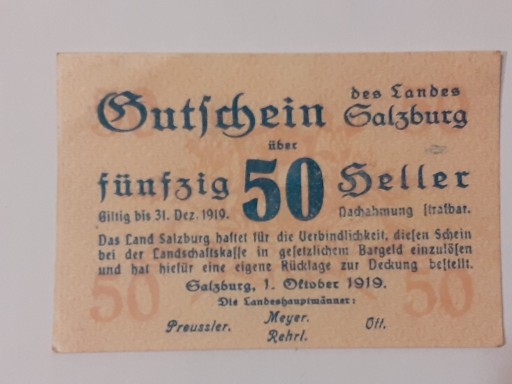 Gutschein des Landes
Salzburg
über
fünfzig 50 Heller
Giltig bis 31. Dez. 1919. Nachahmung strafbar.
Das Land Salzburg haftet für die Verbindlichkeit, diesen Schein
bei der Landschaftskasse in gesetzlichem Bargeld einzulösen
und hat hiefür eine eigene Rücklage zur Deckung bestellt.
50 Salzburg, 1. Oktober 1919. 50
Die Landeshauptmänner:
Preussler. Meyer. Ott.
Rehrl.